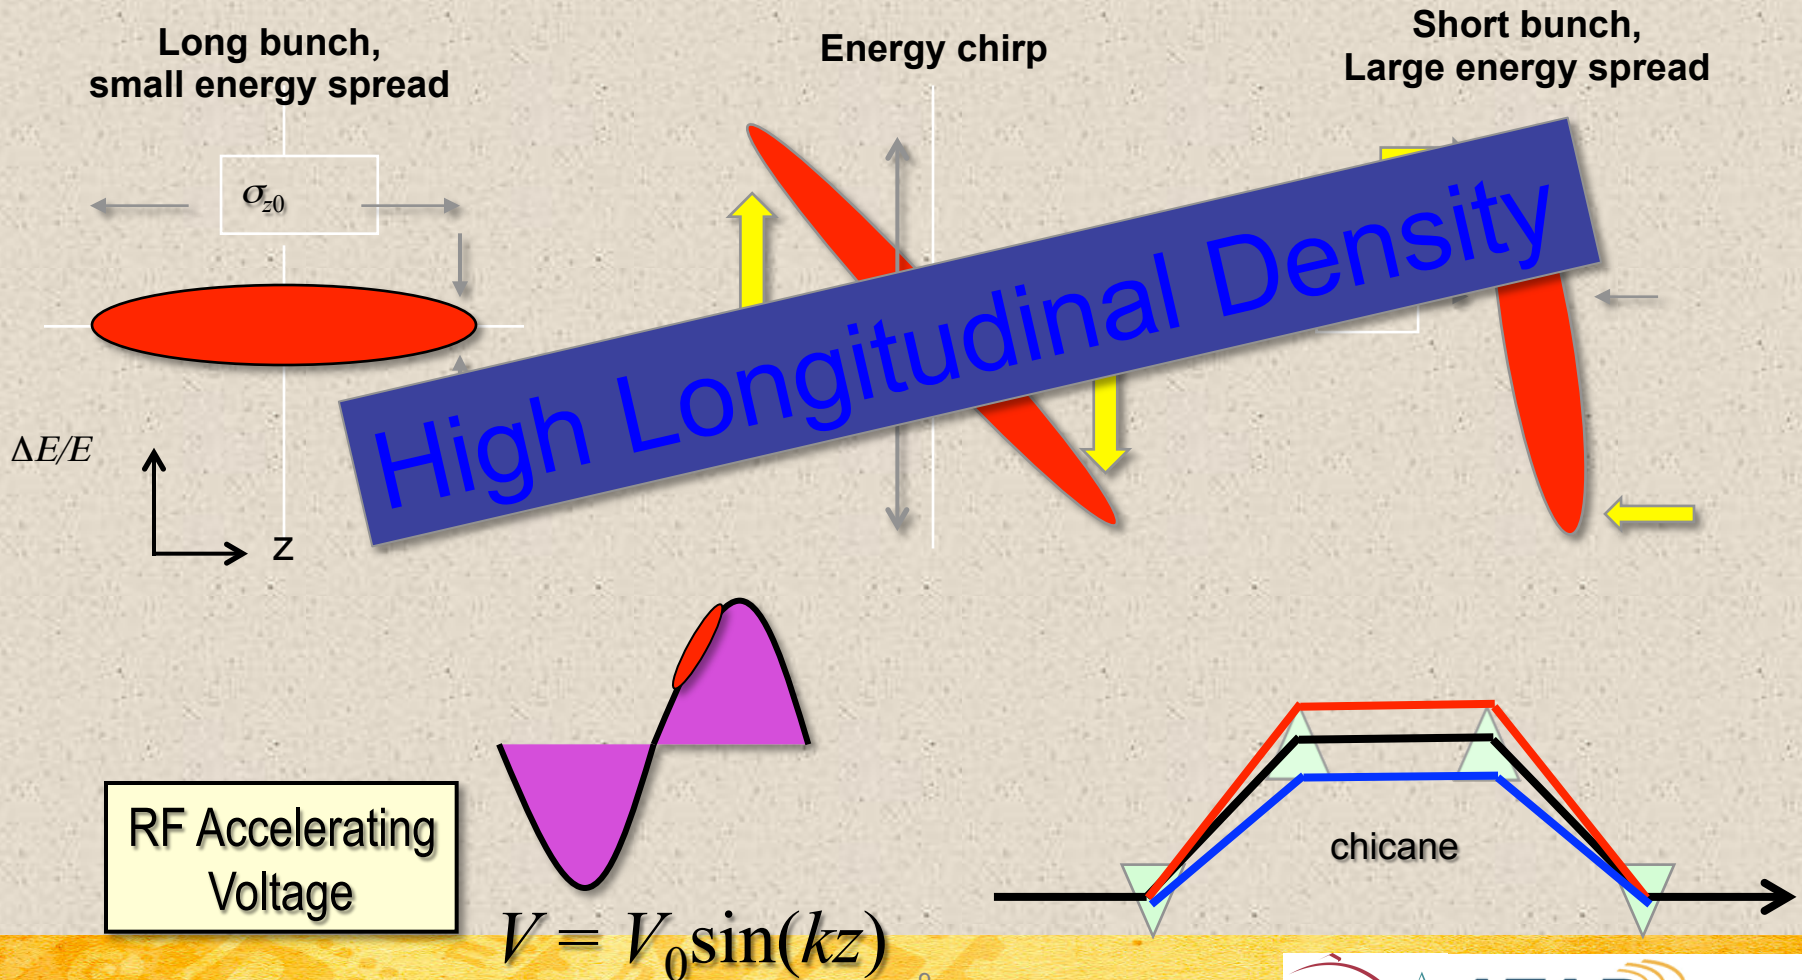 Long bunch,
small energy spread
Energy chirp
Short bunch,
Large energy spread
σz0
High Longitudinal Density
ΔE/E
z
RF Accelerating
Voltage
V = V0sin(kz)
chicane